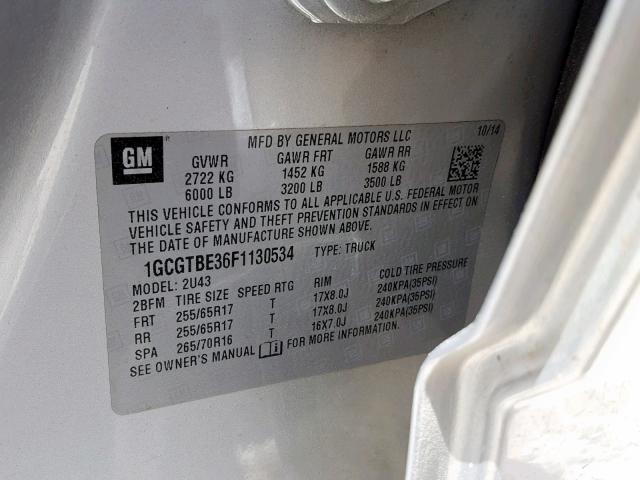 GM
MFD BY GENERAL MOTORS LLC 10/14
GVWR GAWR FRT GAWR RR
2722 KG 1452 KG 1588 KG
6000 LB 3200 LB 3500 LB
THIS VEHICLE CONFORMS TO ALL APPLICABLE U.S. FEDERAL MOTOR
VEHICLE SAFETY AND THEFT PREVENTION STANDARDS IN EFFECT ON
THE DATE OF MANUFACTURE SHOWN ABOVE.
1GCGTBE36F1130534 TYPE: TRUCK
MODEL: 2U43
2BFM TIRE SIZE SPEED RTG RIM COLD TIRE PRESSURE
FRT 255/65R17 T 17X8.0J 240KPA(35PSI)
RR 255/65R17 T 17X8.0J 240KPA(35PSI)
SPA 265/70R16 T 16X7.0J 240KPA(35PSI)
SEE OWNER'S MANUAL FOR MORE INFORMATION.